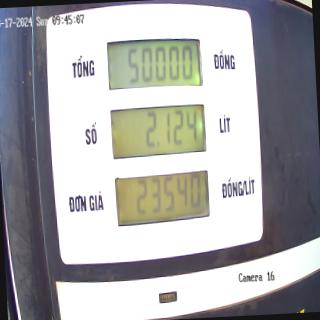 -17-2024 Sun 09:45:07
TỔNG 50000 ĐỒNG
SỐ 2.124 LÍT
ĐƠN GIÁ 23540 ĐỒNG/LÍT
Camera 16